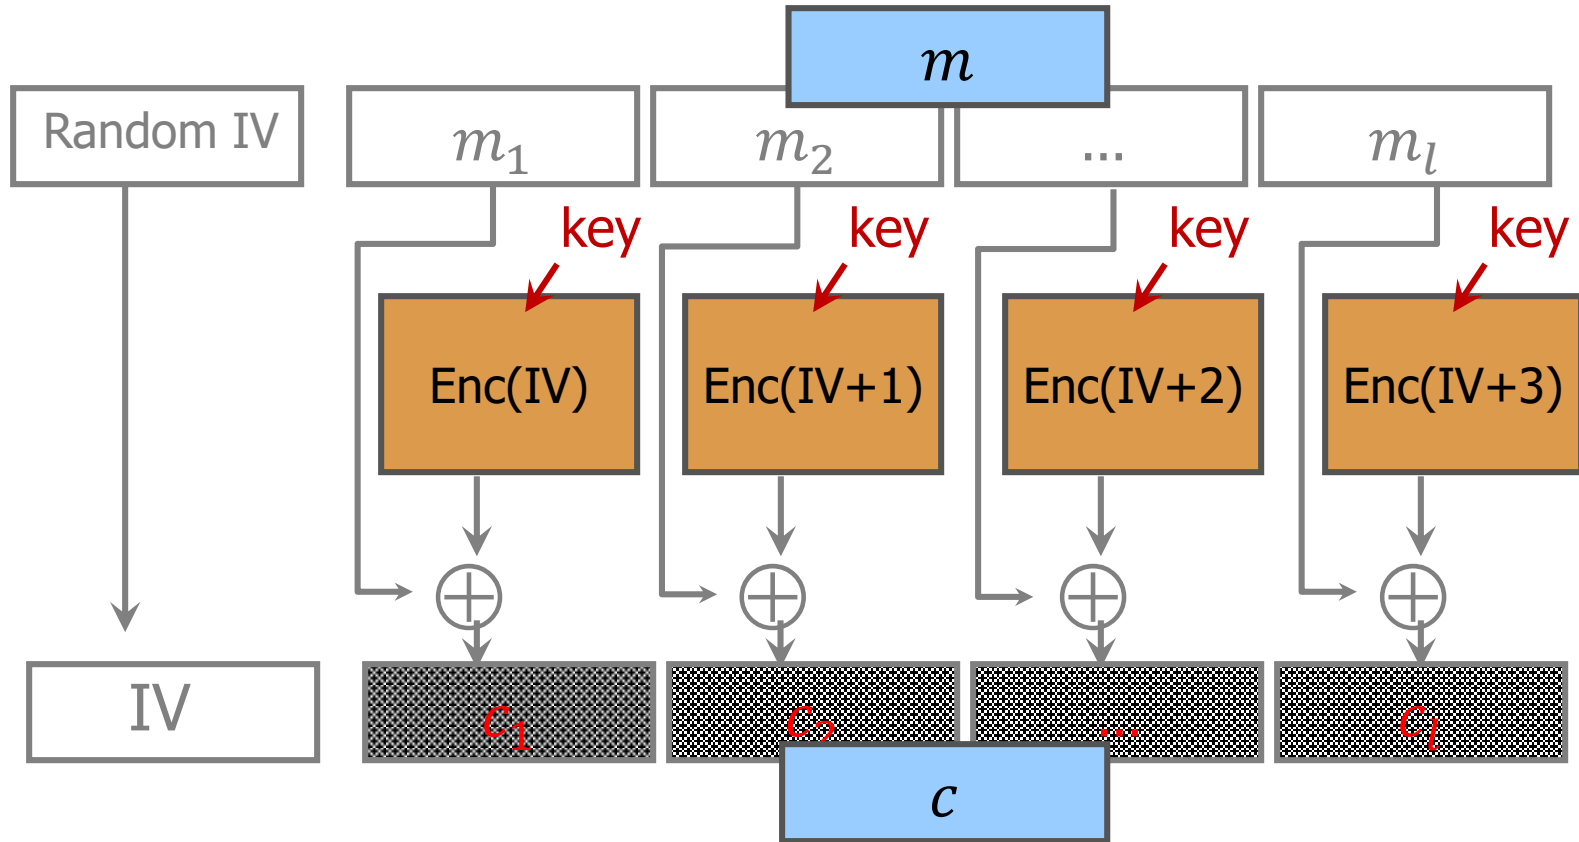 m
Random IV
m₁
m₂
...
mₗ
key
key
key
key
Enc(IV)
Enc(IV+1)
Enc(IV+2)
Enc(IV+3)
IV
c₁
c₂
...
cₗ
c